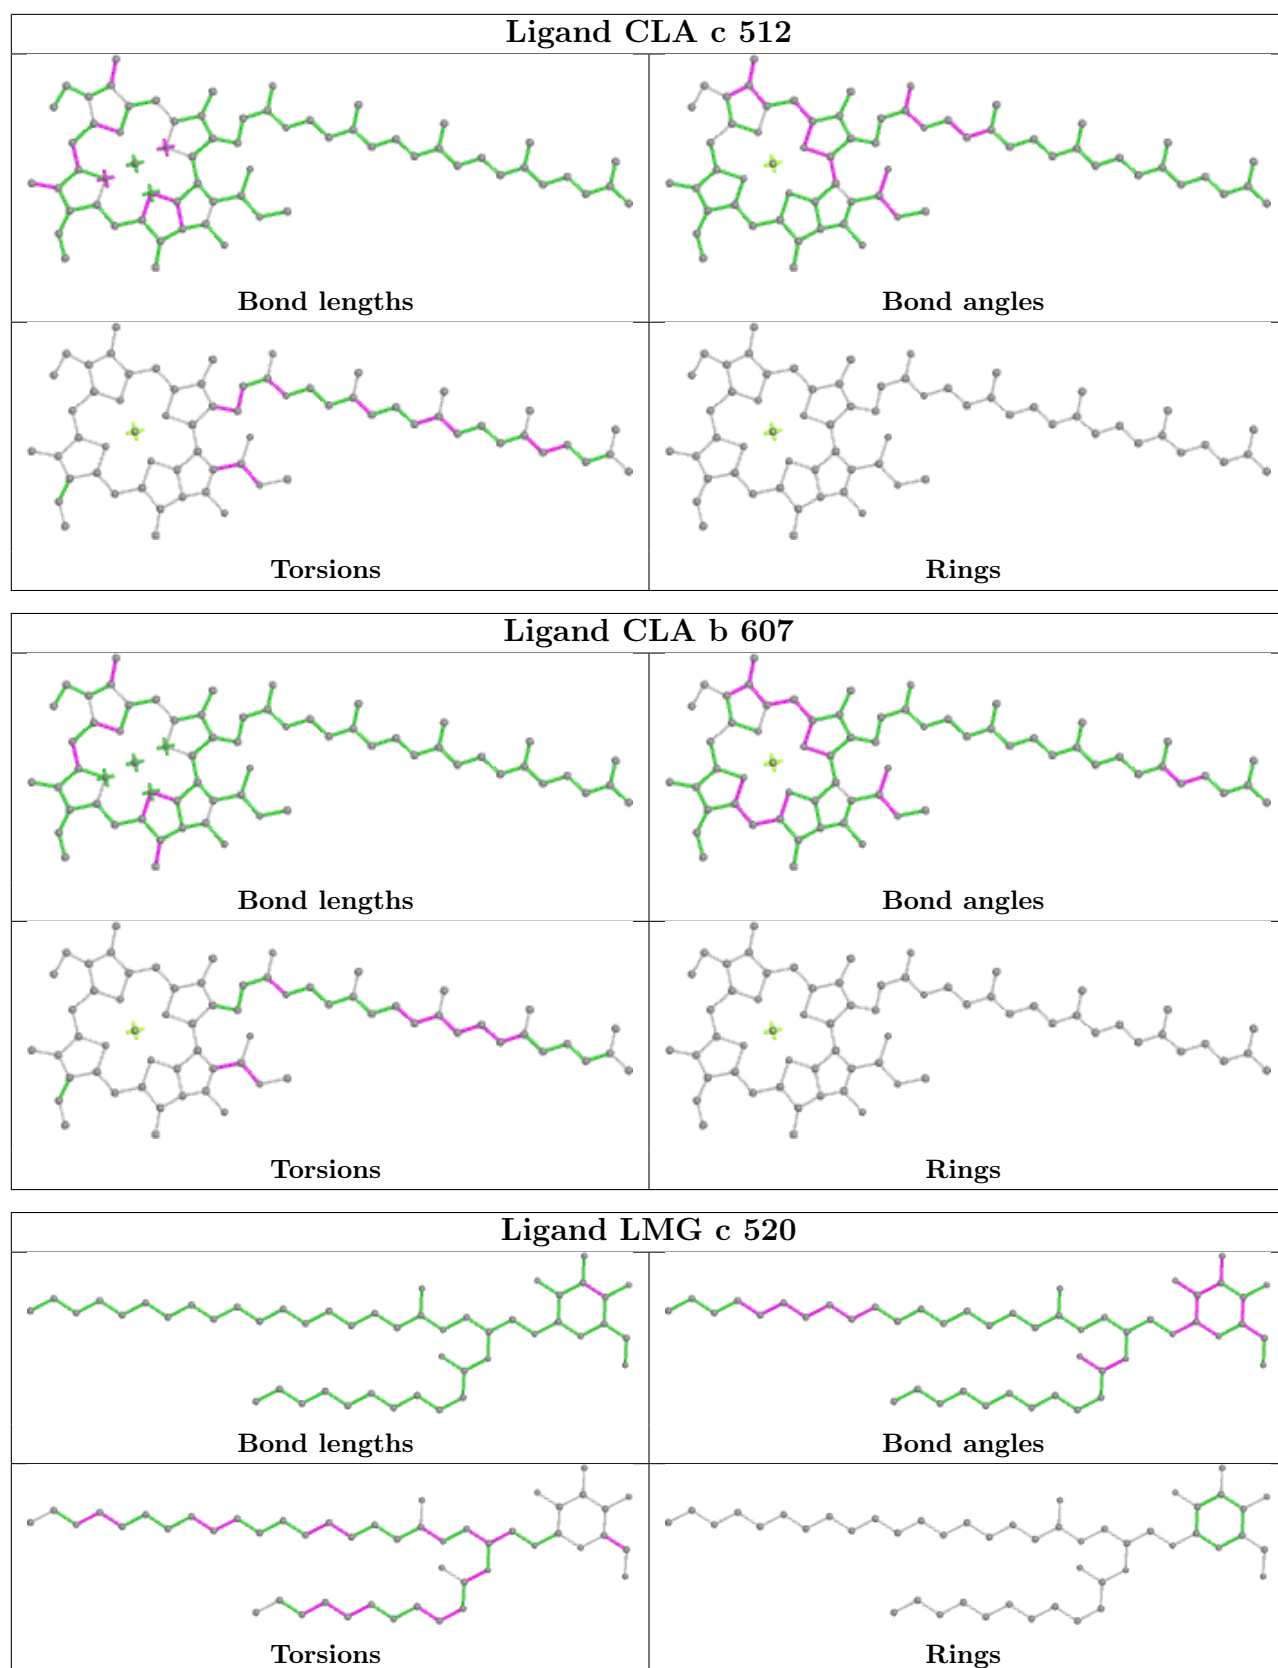 Ligand CLA c 512
Bond lengths
Bond angles
Torsions
Rings
Ligand CLA b 607
Bond lengths
Bond angles
Torsions
Rings
Ligand LMG c 520
Bond lengths
Bond angles
Torsions
Rings